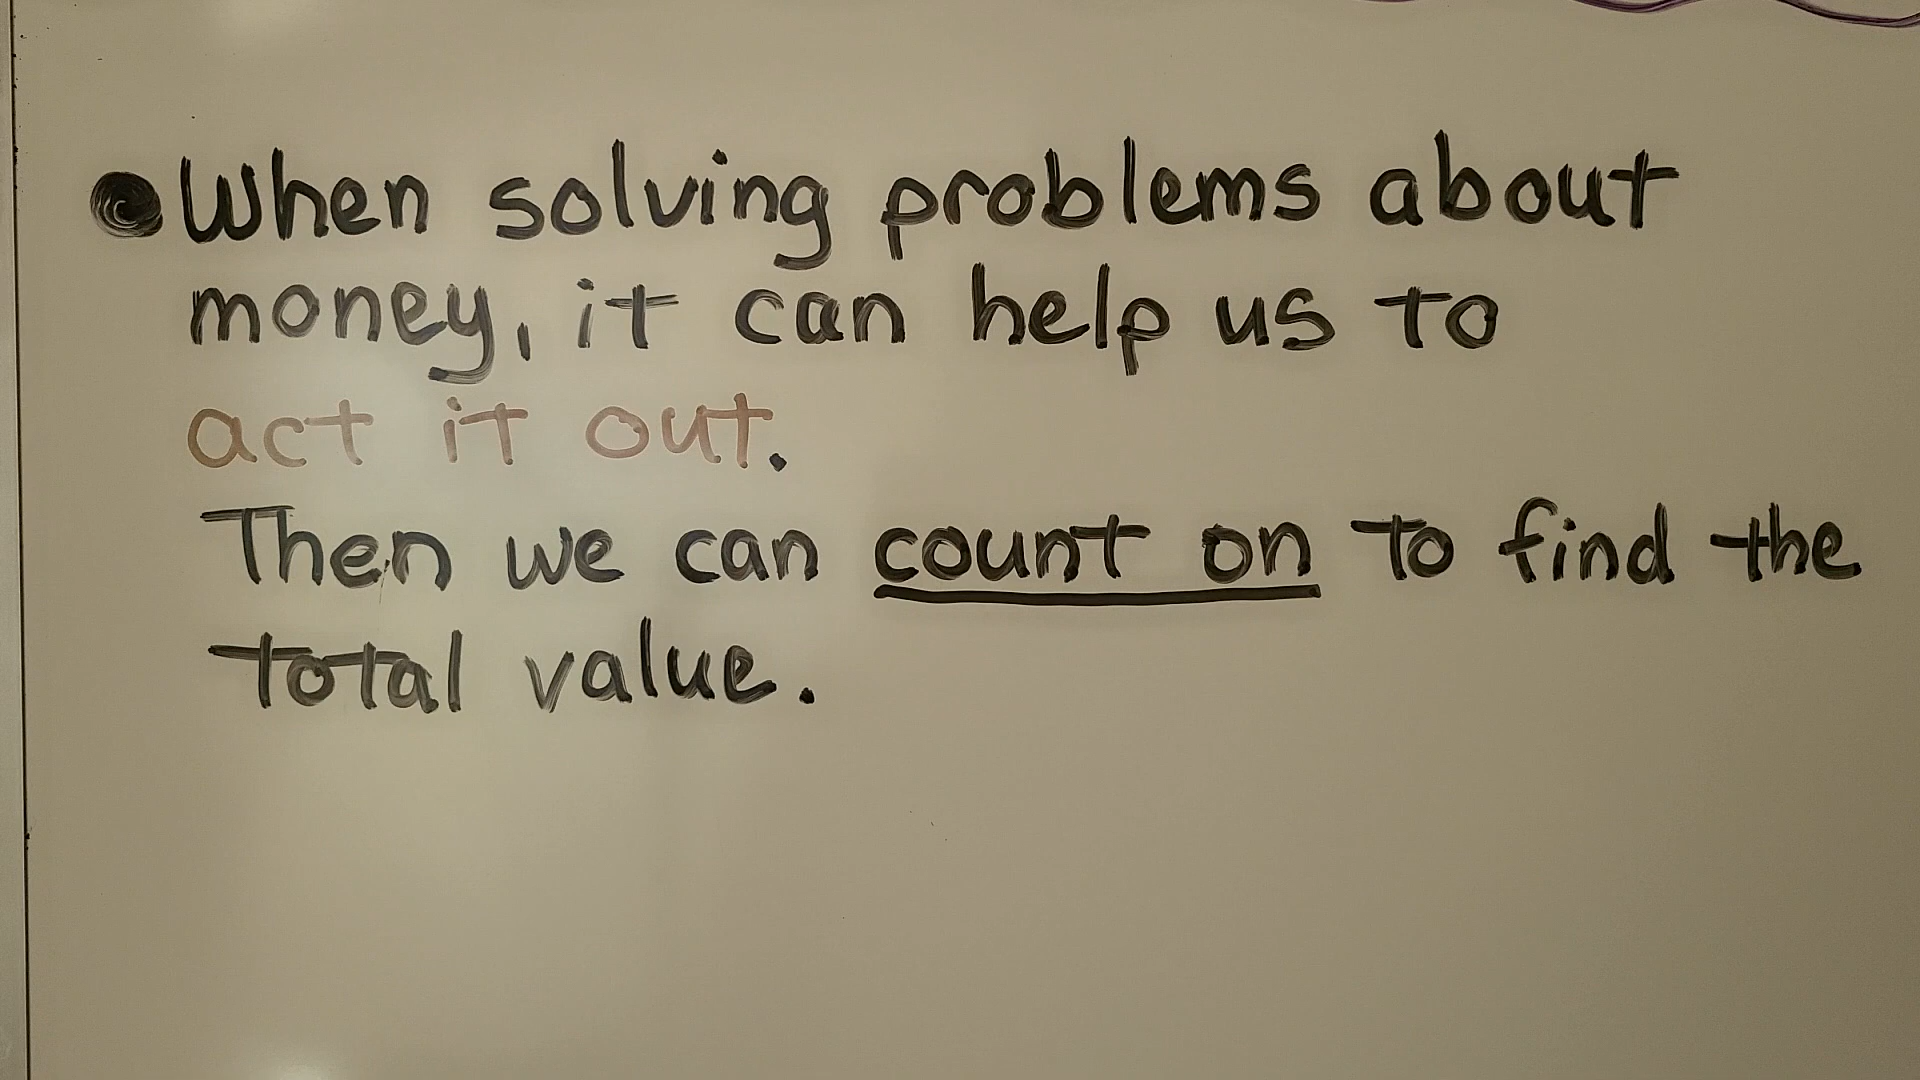 •When solving problems about
money, it can help us to
act it out.
Then we can count on to find the
total value.